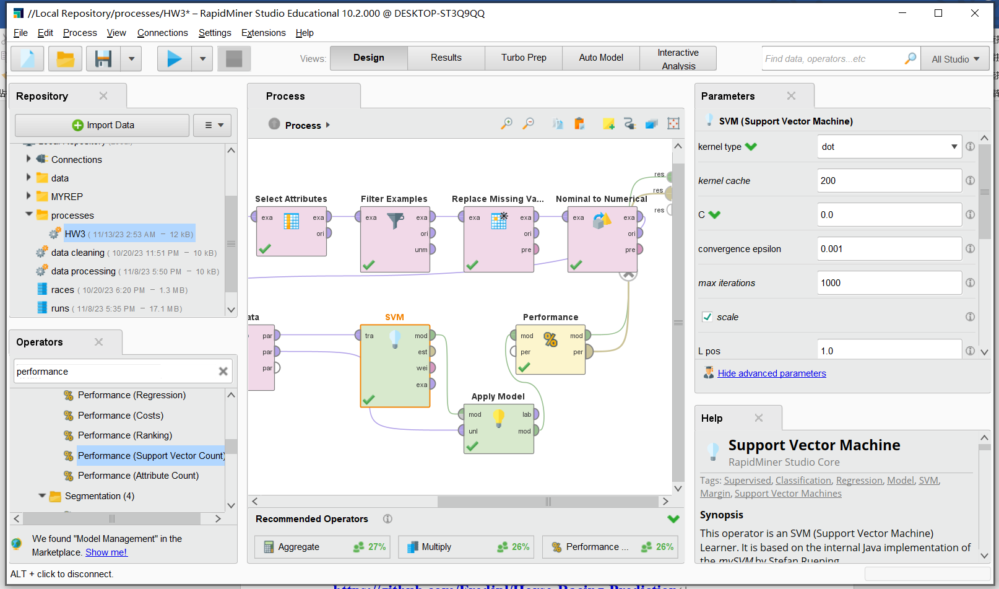 //Local Repository/processes/HW3* – RapidMiner Studio Educational 10.2.000 @ DESKTOP-ST3Q9QQ
File Edit Process View Connections Settings Extensions Help
Views: Design Results Turbo Prep Auto Model Interactive Analysis
Find data, operators...etc
All Studio
Repository
Import Data
Local Repository (Local)
Connections
data
MYREP
processes
HW3 ( 11/13/23 2:53 AM – 12 kB)
data cleaning ( 10/20/23 11:51 PM – 10 kB)
data processing ( 11/8/23 5:50 PM – 10 kB)
races ( 10/20/23 6:20 PM – 1.3 MB)
runs ( 11/8/23 5:35 PM – 17.1 MB)
Operators
performance
Performance (Regression)
Performance (Costs)
Performance (Ranking)
Performance (Support Vector Count)
Performance (Attribute Count)
Segmentation (4)
We found "Model Management" in the
Marketplace. Show me!
ALT + click to disconnect.
Process
Process
res
res
res
Select Attributes
exa exa
ori
Filter Examples
exa exa
ori
unm
Replace Missing Va...
exa exa
ori
pre
Nominal to Numerical
exa exa
ori
pre
ata
par
par
par
SVM
tra mod
est
wei
exa
Performance
mod mod
per per
Apply Model
mod lab
unl mod
Recommended Operators
Aggregate 27%
Multiply 26%
Performance ... 26%
Parameters
SVM (Support Vector Machine)
kernel type dot
kernel cache 200
C 0.0
convergence epsilon 0.001
max iterations 1000
scale
L pos 1.0
Hide advanced parameters
Help
Support Vector Machine
RapidMiner Studio Core
Tags: Supervised, Classification, Regression, Model, SVM,
Margin, Support Vector Machines
Synopsis
This operator is an SVM (Support Vector Machine)
Learner. It is based on the internal Java implementation of
the mySVM by Stefan Rueping.